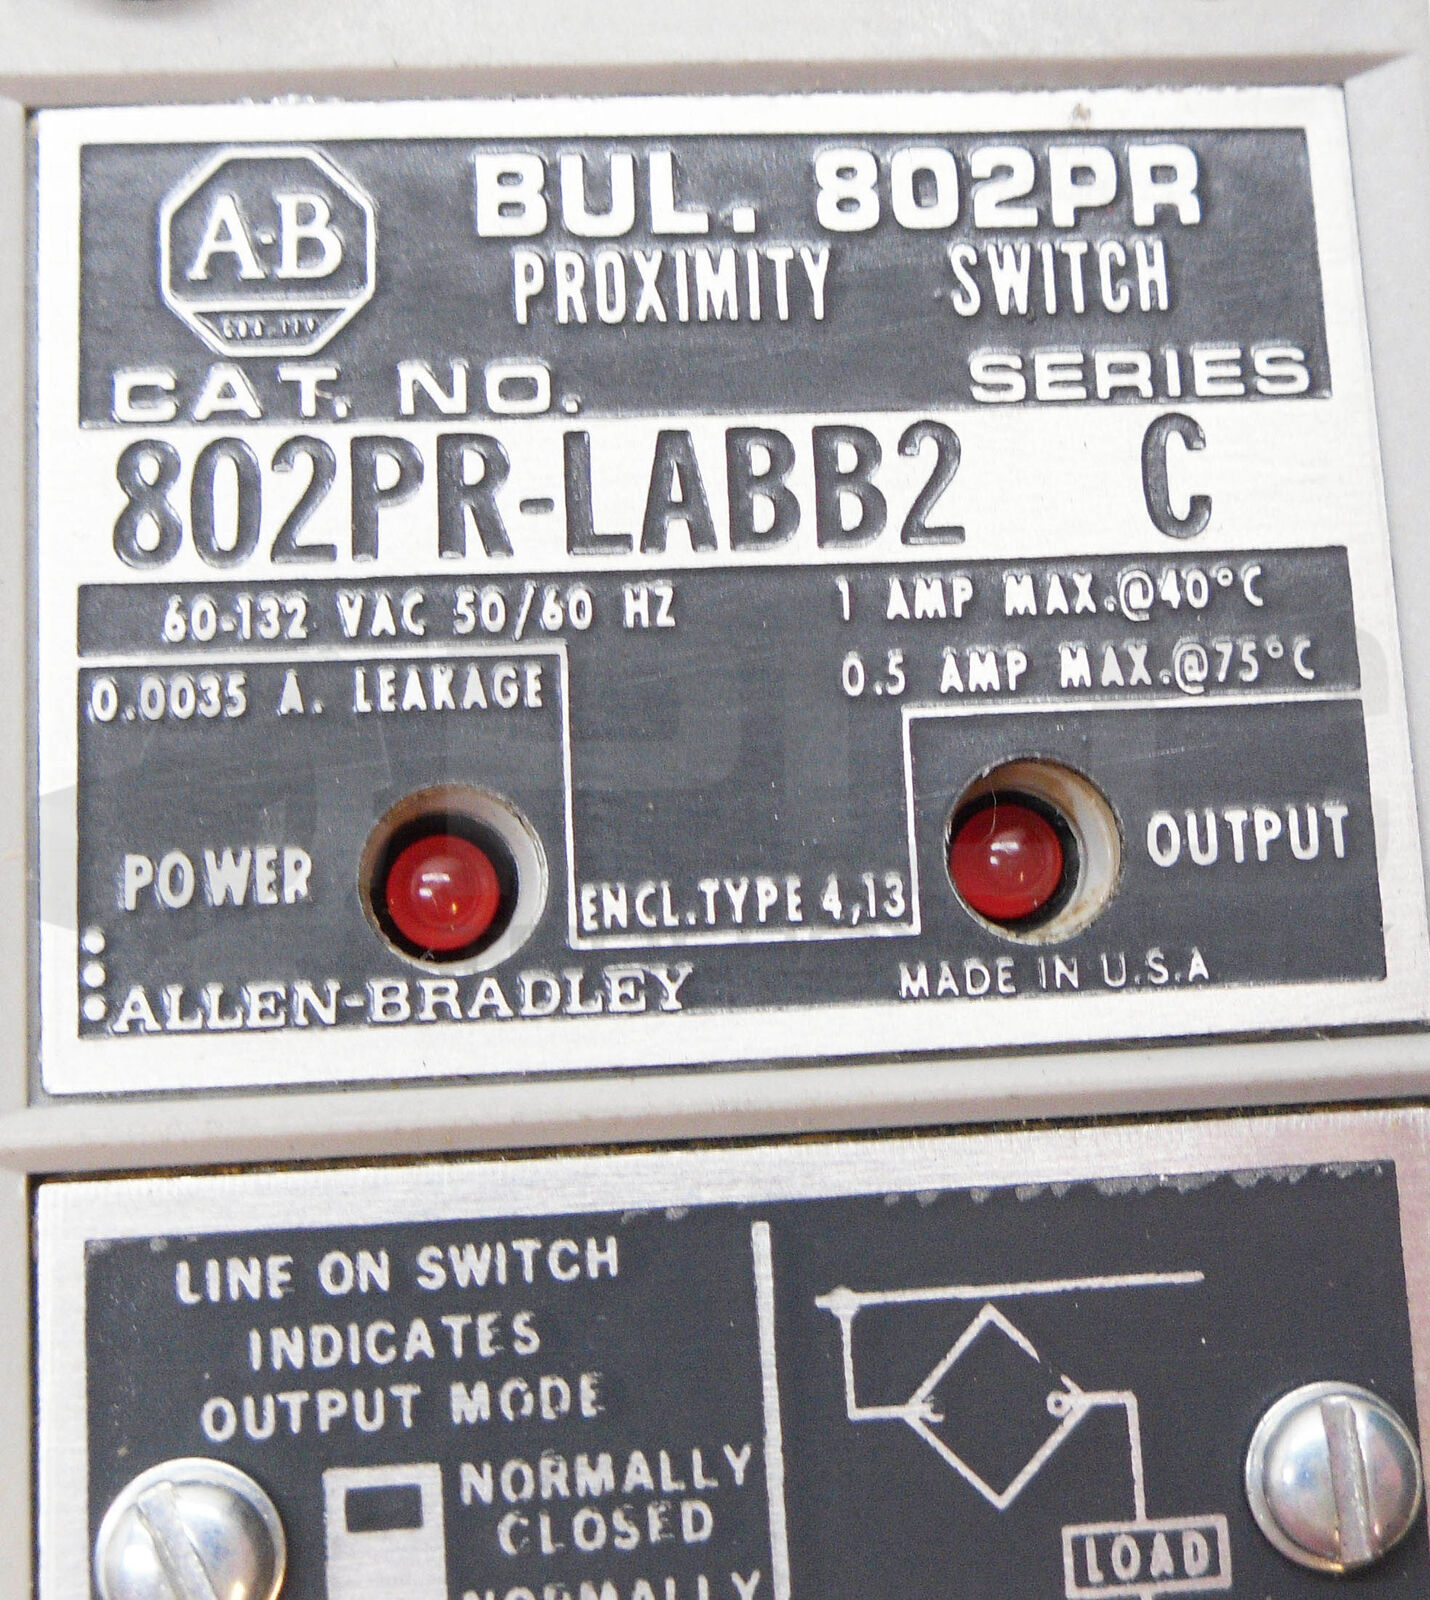 A-B
BUL. 802PR
PROXIMITY SWITCH
CAT. NO. SERIES
802PR-LABB2 C
60-132 VAC 50/60 HZ 1 AMP MAX.@40°C
0.0035 A. LEAKAGE 0.5 AMP MAX.@75°C
POWER OUTPUT
ENCL.TYPE 4,13
ALLEN-BRADLEY MADE IN U.S.A
LINE ON SWITCH
INDICATES
OUTPUT MODE
NORMALLY
CLOSED
NORMALLY
LOAD